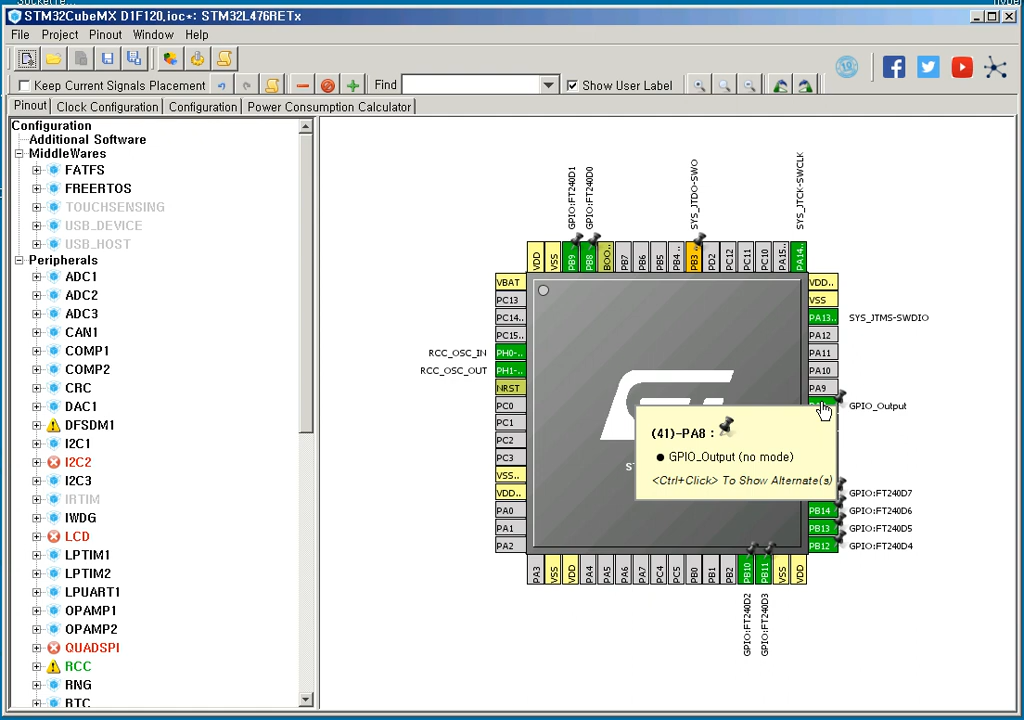 STM32CubeMX D1F120.ioc*: STM32L476RETx
File Project Pinout Window Help
Keep Current Signals Placement
Find
Show User Label
Pinout
Clock Configuration
Configuration
Power Consumption Calculator
Configuration
Additional Software
MiddleWares
FATFS
FREERTOS
TOUCHSENSING
USB_DEVICE
USB_HOST
Peripherals
ADC1
ADC2
ADC3
CAN1
COMP1
COMP2
CRC
DAC1
DFSDM1
I2C1
I2C2
I2C3
IRTIM
IWDG
LCD
LPTIM1
LPTIM2
LPUART1
OPAMP1
OPAMP2
QUADSPI
RCC
RNG
RTC
GPIO:FT240D1
GPIO:FT240D0
SYS_JTDO-SWO
SYS_JTCK-SWCLK
VDD
VSS
PB9
PB8
BOO..
PB7
PB6
PB5
PB4 ..
PB3 ..
PD2
PC12
PC11
PC10
PA15..
PA14..
VBAT
PC13
PC14..
PC15..
RCC_OSC_IN PH0-..
RCC_OSC_OUT PH1-..
NRST
PC0
PC1
PC2
PC3
VSS..
VDD..
PA0
PA1
PA2
VDD..
VSS
PA13.. SYS_JTMS-SWDIO
PA12
PA11
PA10
PA9
GPIO_Output
(41)-PA8 :
● GPIO_Output (no mode)
<Ctrl+Click> To Show Alternate(s)
GPIO:FT240D7
PB14 GPIO:FT240D6
PB13 GPIO:FT240D5
PB12 GPIO:FT240D4
PA3
VSS
VDD
PA4
PA5
PA6
PA7
PC4
PC5
PB0
PB1
PB2
PB10
PB11
VSS
VDD
GPIO:FT240D2
GPIO:FT240D3